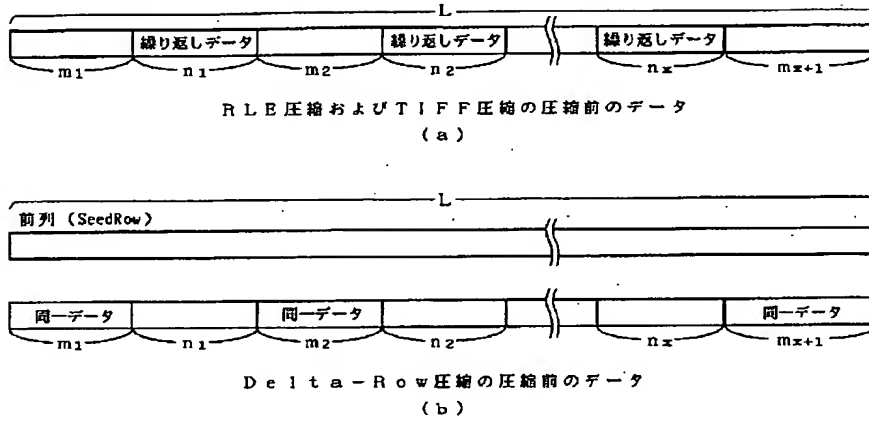 L
繰り返しデータ 繰り返しデータ 繰り返しデータ
m1 n1 m2 n2 nx mx+1
RLE圧縮およびTIFF圧縮の圧縮前のデータ
(a)
L
前列 (SeedRow)
同一データ 同一データ 同一データ
m1 n1 m2 n2 nx mx+1
Delta-Row圧縮の圧縮前のデータ
(b)